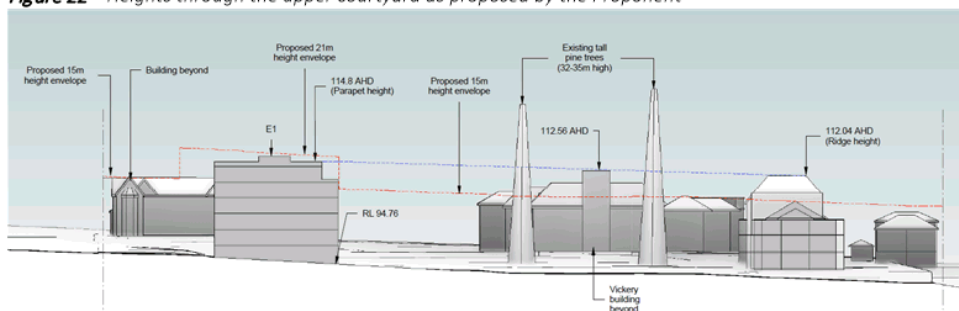 Figure 22   Heights through the upper courtyard as proposed by the Proponent
Proposed 15m
height envelope
Building beyond
Proposed 21m
height envelope
114.8 AHD
(Parapet height)
E1
Proposed 15m
height envelope
Existing tall
pine trees
(32-35m high)
112.56 AHD
112.04 AHD
(Ridge height)
RL 94.76
Vickery
building
beyond